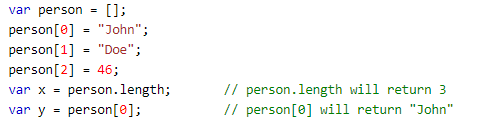 var person = [];
person[0] = "John";
person[1] = "Doe";
person[2] = 46;
var x = person.length;       // person.length will return 3
var y = person[0];           // person[0] will return "John"